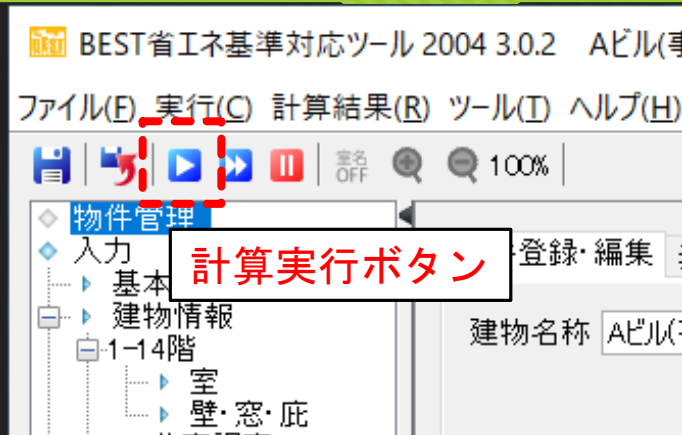 BEST省エネ基準対応ツール 2004 3.0.2 Aビル(事
ファイル(F) 実行(C) 計算結果(R) ツール(T) ヘルプ(H)
室名 OFF 100%
物件管理
入力
計算実行ボタン
登録・編集
基本
建物情報
建物名称 Aビル(
1-14階
室
壁・窓・庇